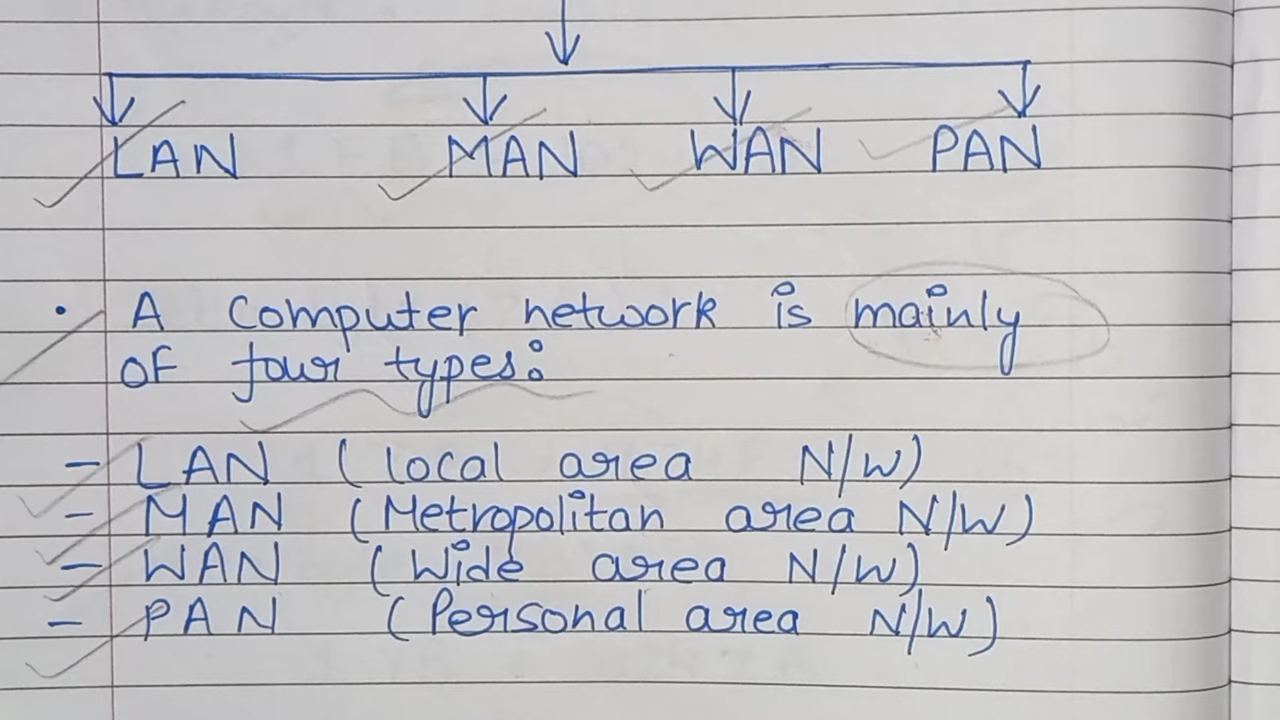 LAN MAN WAN PAN
• A computer network is mainly
of four types:
- LAN (local area N/W)
- MAN (Metropolitan area N/W)
- WAN (Wide area N/W)
- PAN (Personal area N/W)